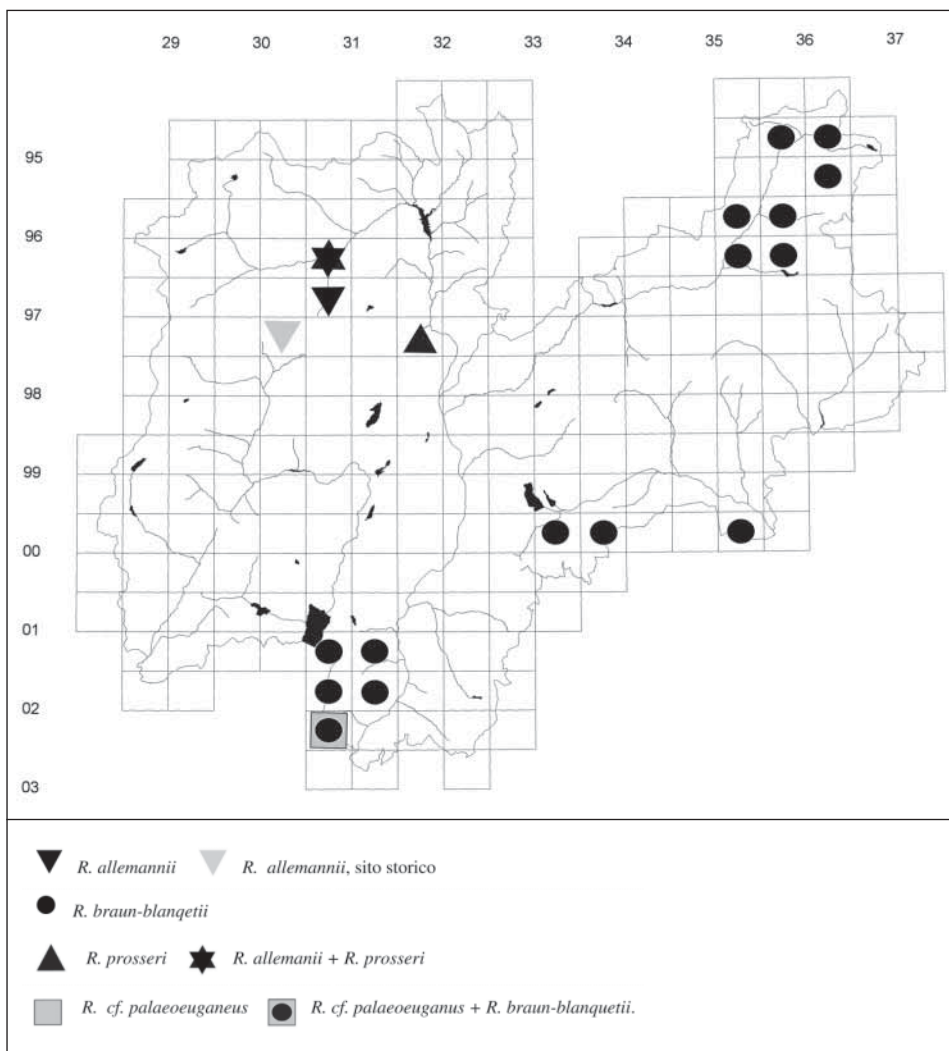 29 30 31 32 33 34 35 36 37
95
96
97
98
99
00
01
02
03
R. allemannii R. allemannii, sito storico
R. braun-blanqetii
R. prosseri R. allemanii + R. prosseri
R. cf. palaeoeuganeus R. cf. palaeoeuganus + R. braun-blanquetii.